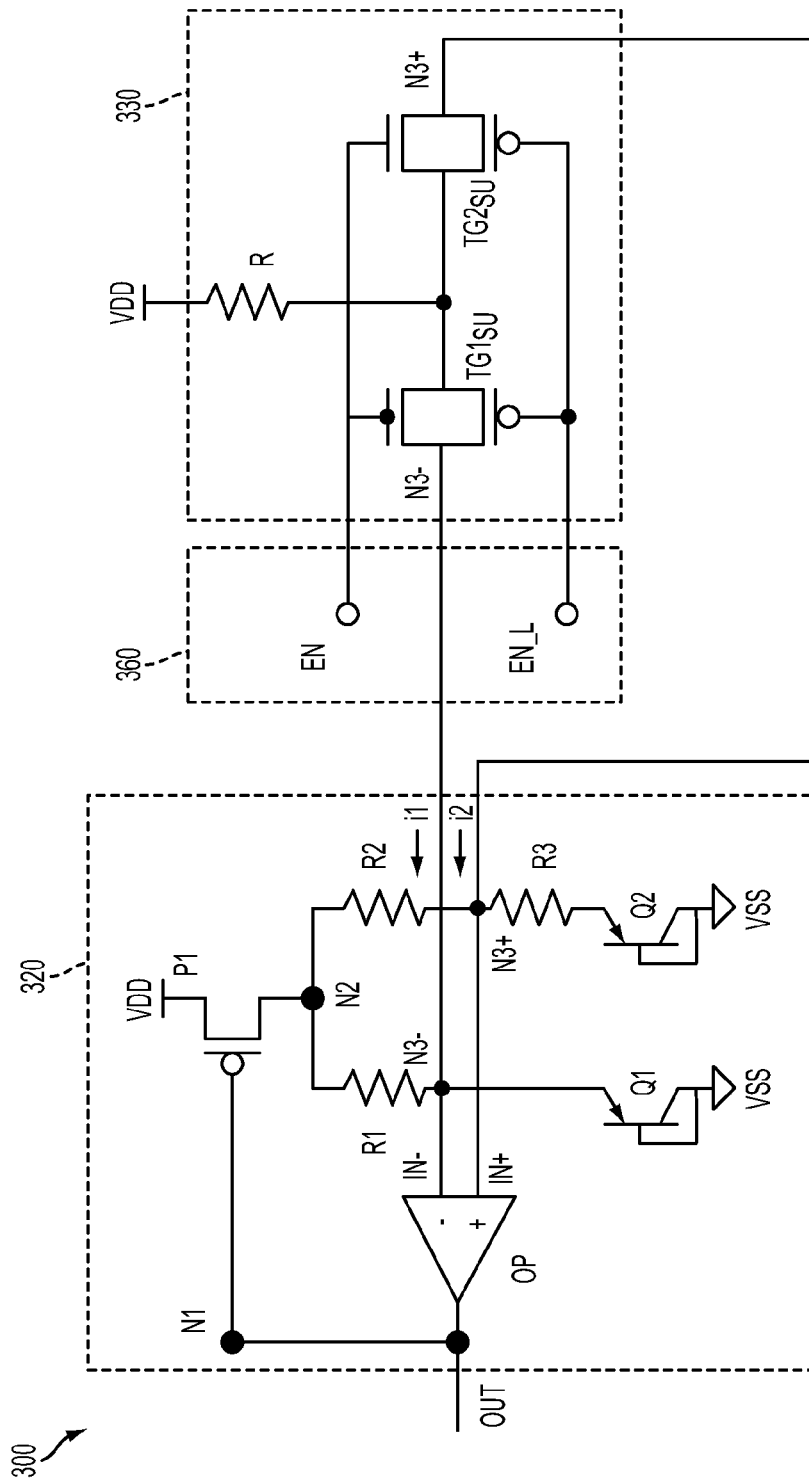 300
320
VDD
P1
N1
N2
R1
R2
N3-
i1
i2
IN-
IN+
-
+
OP
OUT
N3+
R3
Q1
Q2
VSS
VSS
360
EN
EN_L
330
VDD
R
N3-
TG1SU
TG2SU
N3+